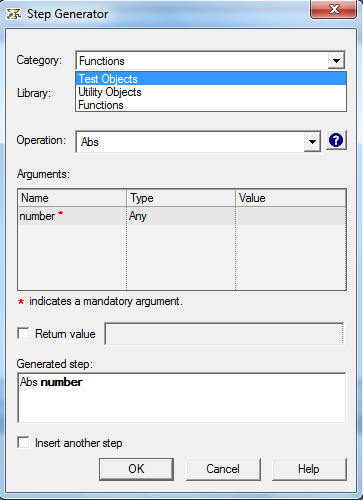 Step Generator
Category: Functions
Test Objects
Library: Utility Objects
Functions
Operation: Abs
Arguments:
Name Type Value
number * Any
* indicates a mandatory argument.
Return value
Generated step:
Abs number
Insert another step
OK Cancel Help